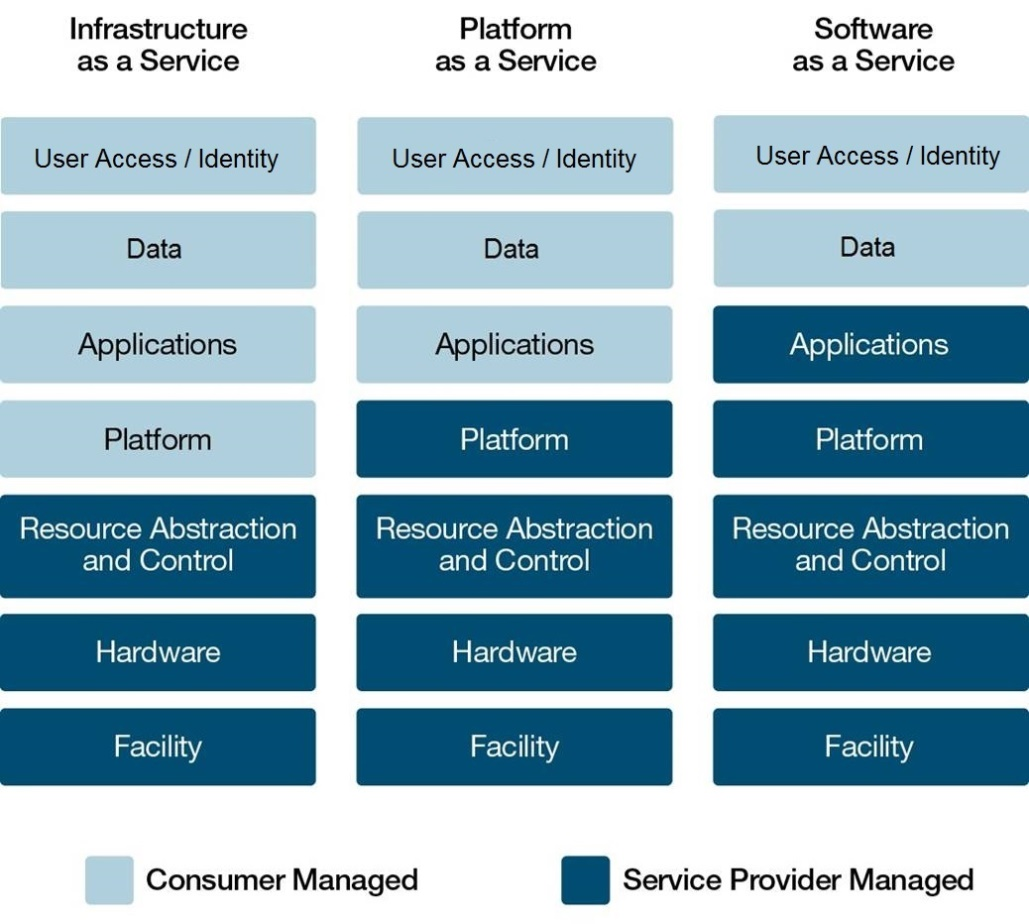 Infrastructure
as a Service
Platform
as a Service
Software
as a Service
User Access / Identity
User Access / Identity
User Access / Identity
Data
Data
Data
Applications
Applications
Applications
Platform
Platform
Platform
Resource Abstraction
and Control
Resource Abstraction
and Control
Resource Abstraction
and Control
Hardware
Hardware
Hardware
Facility
Facility
Facility
Consumer Managed
Service Provider Managed